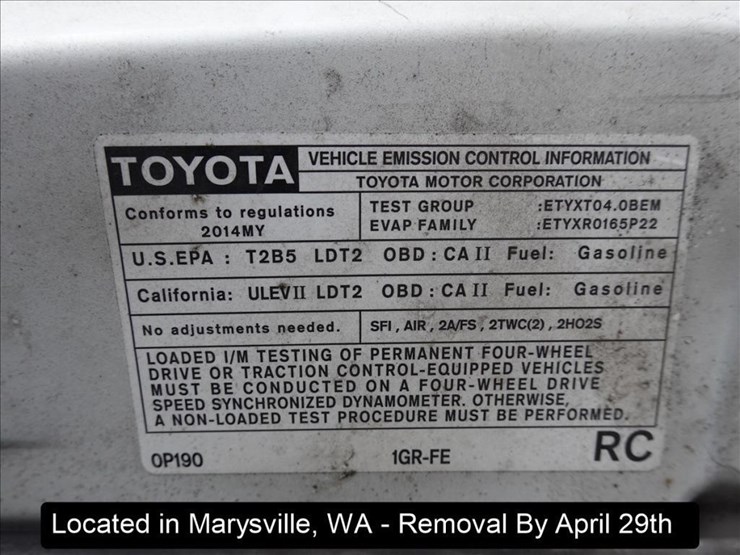 TOYOTA
VEHICLE EMISSION CONTROL INFORMATION
TOYOTA MOTOR CORPORATION
Conforms to regulations
2014MY
TEST GROUP :ETYXT04.0BEM
EVAP FAMILY :ETYXR0165P22
U.S.EPA : T2B5 LDT2 OBD : CA II Fuel: Gasoline
California: ULEVII LDT2 OBD : CA II Fuel: Gasoline
No adjustments needed.
SFI , AIR , 2A/FS , 2TWC(2) , 2HO2S
LOADED I/M TESTING OF PERMANENT FOUR-WHEEL
DRIVE OR TRACTION CONTROL-EQUIPPED VEHICLES
MUST BE CONDUCTED ON A FOUR-WHEEL DRIVE
SPEED SYNCHRONIZED DYNAMOMETER. OTHERWISE,
A NON-LOADED TEST PROCEDURE MUST BE PERFORMED.
0P190 1GR-FE RC
Located in Marysville, WA - Removal By April 29th